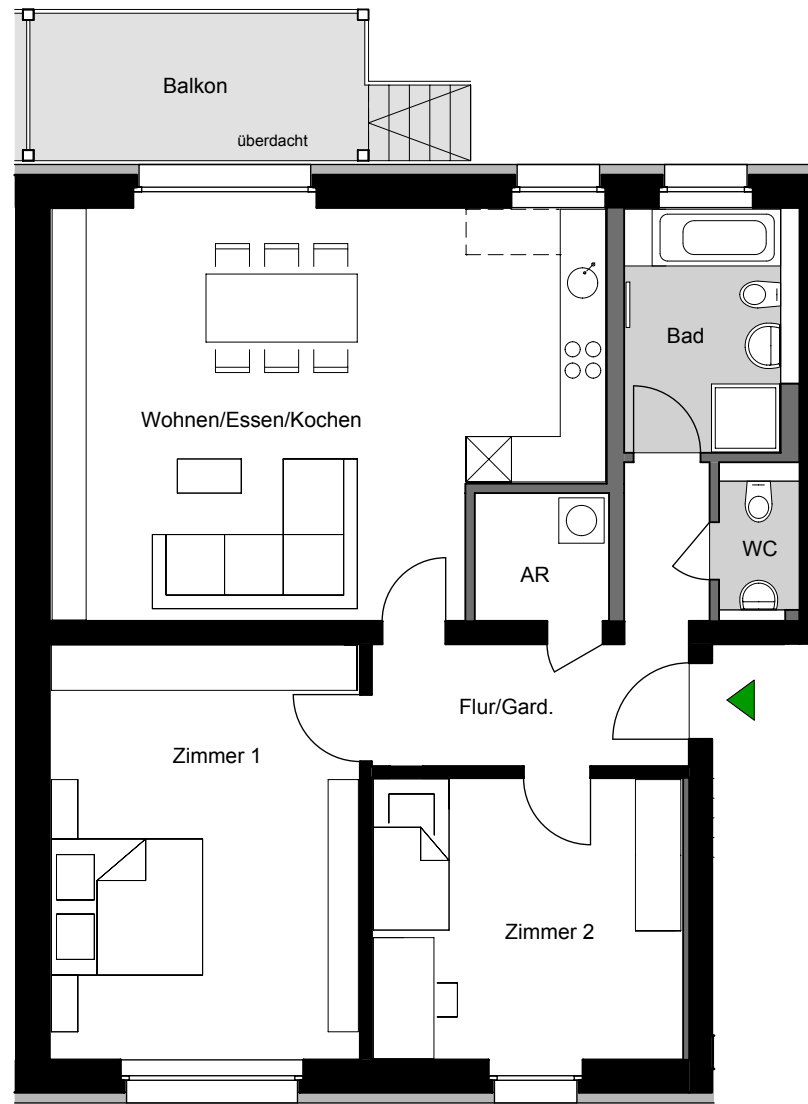 Balkon
überdacht
Bad
Wohnen/Essen/Kochen
WC
AR
Flur/Gard.
Zimmer 1
Zimmer 2